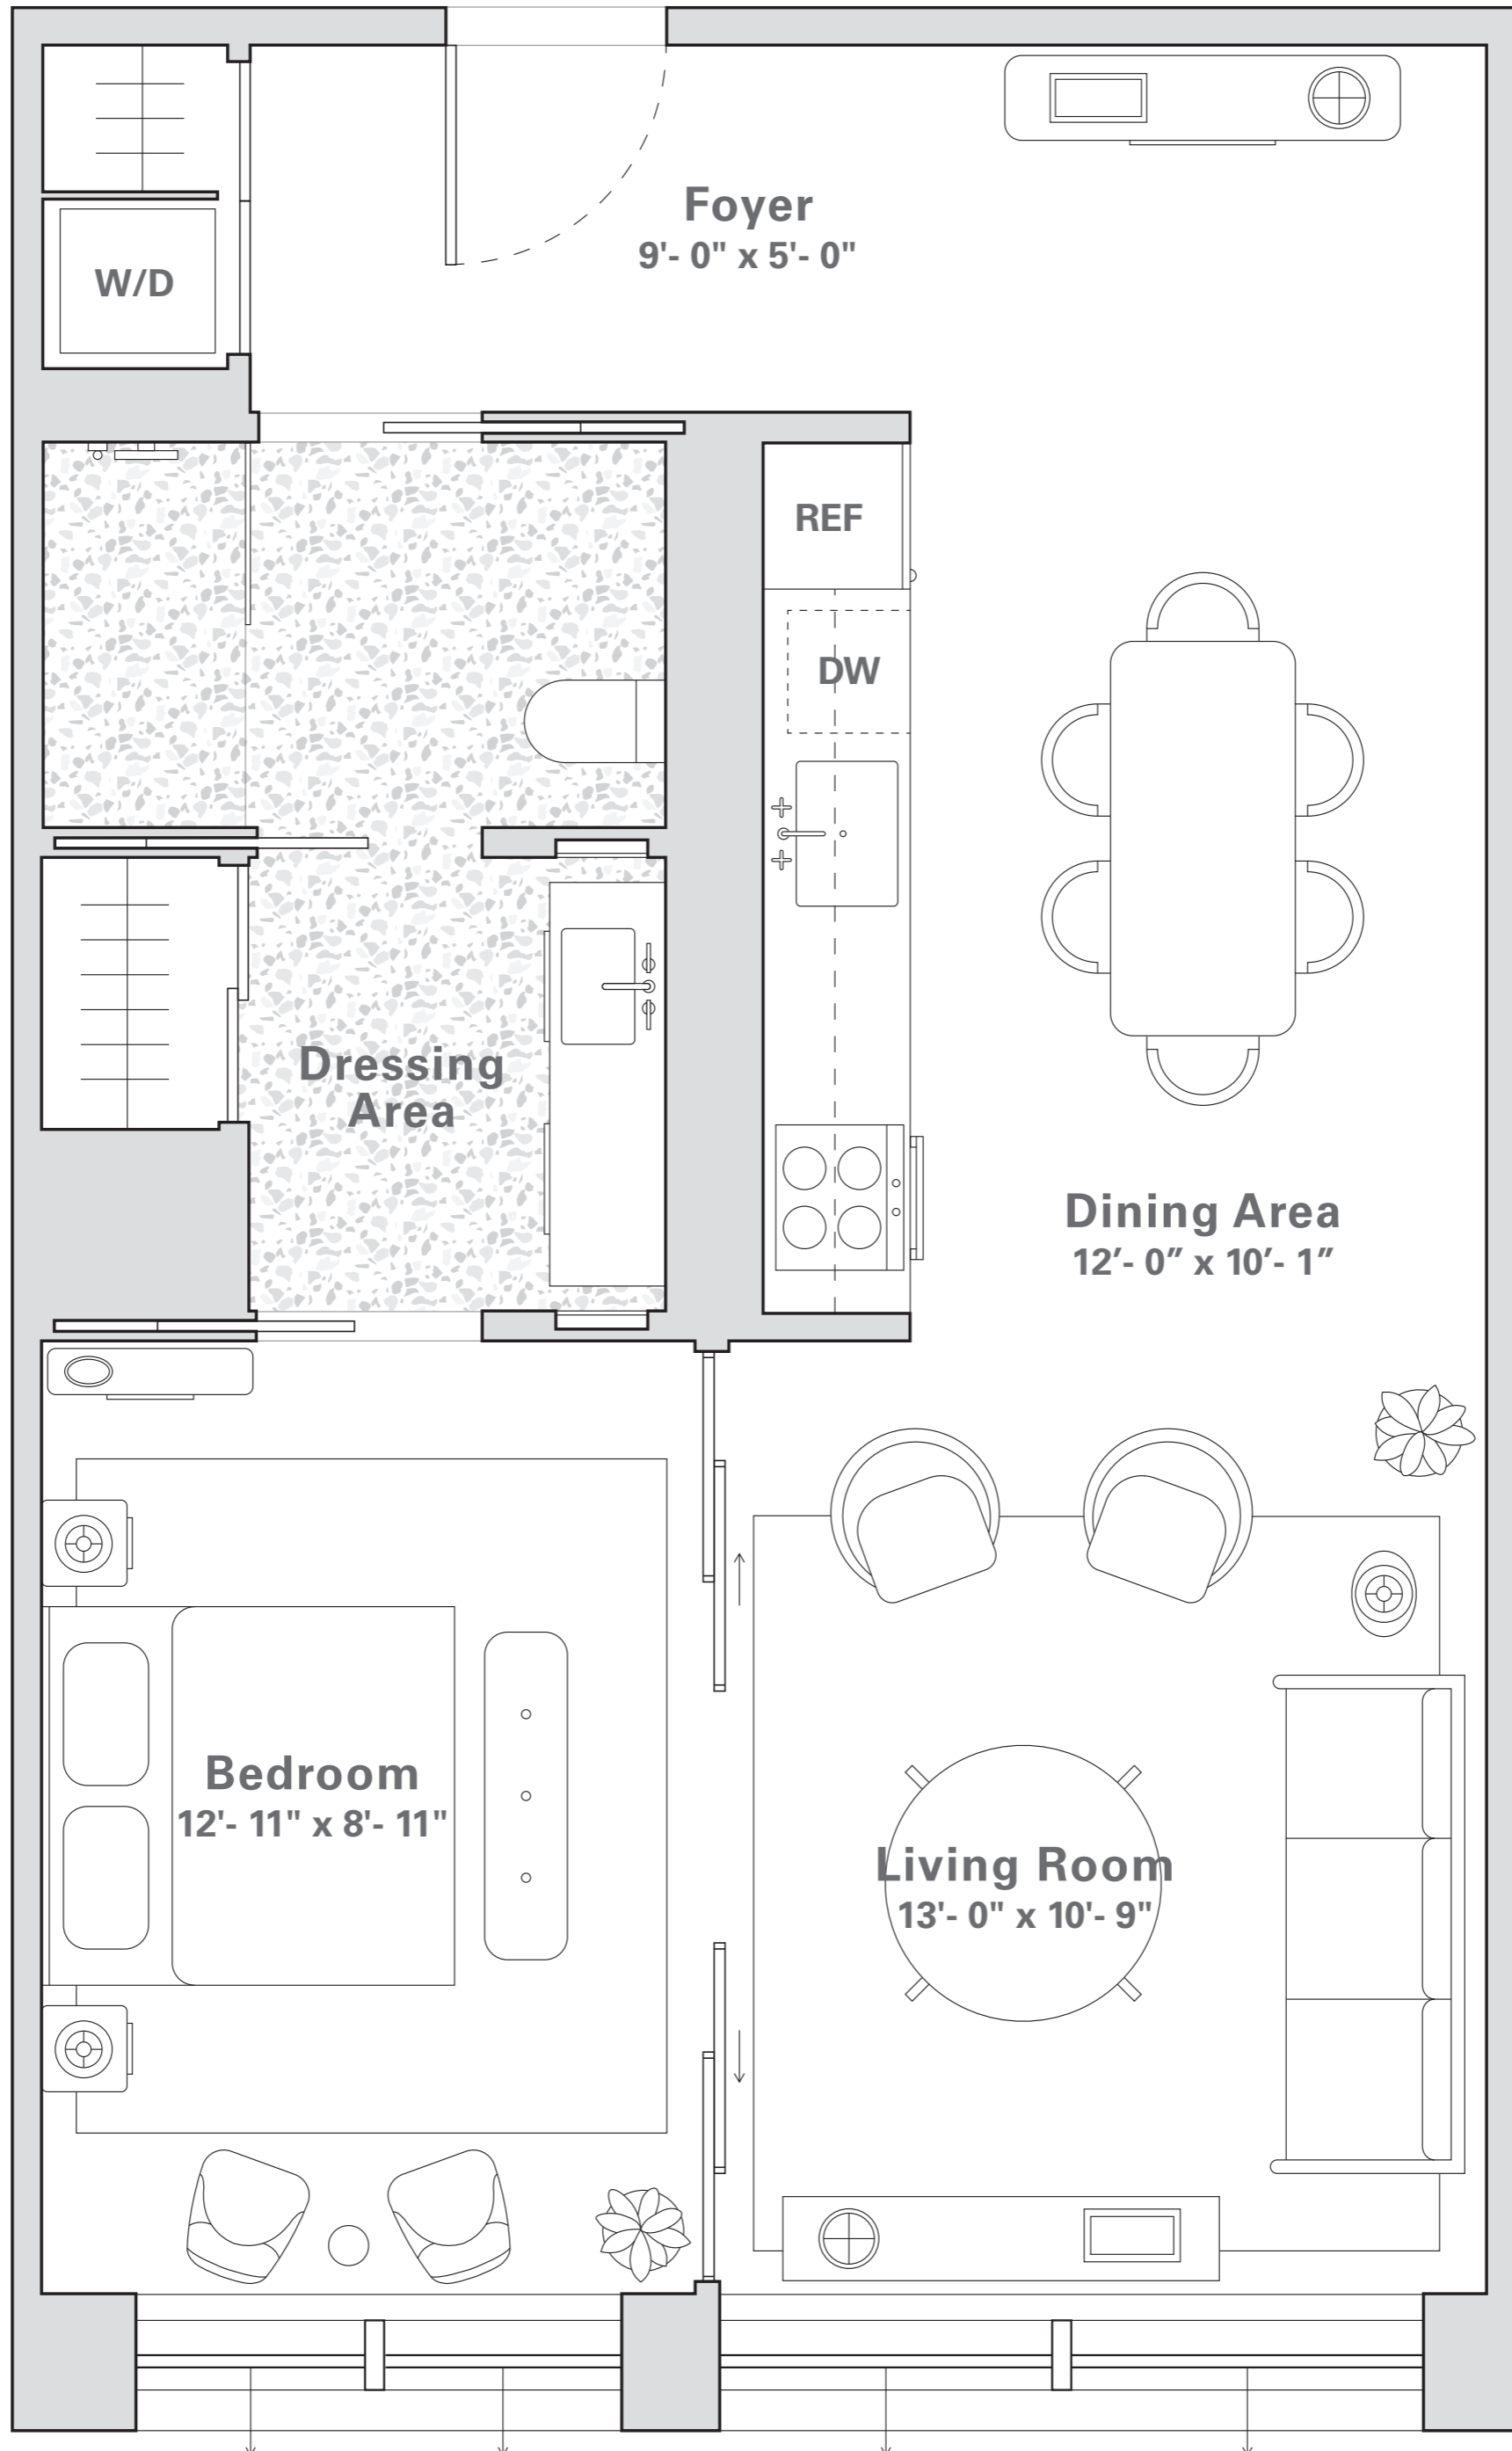 Foyer
9'- 0" x 5'- 0"
W/D
REF
DW
Dressing
Area
Dining Area
12′- 0″ x 10′- 1″
Bedroom
12'- 11" x 8'- 11"
Living Room
13'- 0" x 10'- 9"